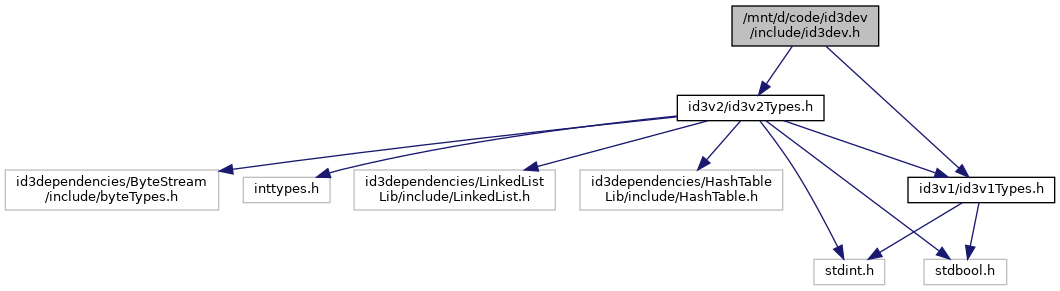 /mnt/d/code/id3dev
/include/id3dev.h
id3v2/id3v2Types.h
id3dependencies/ByteStream
/include/byteTypes.h
inttypes.h
id3dependencies/LinkedList
Lib/include/LinkedList.h
id3dependencies/HashTable
Lib/include/HashTable.h
id3v1/id3v1Types.h
stdint.h
stdbool.h